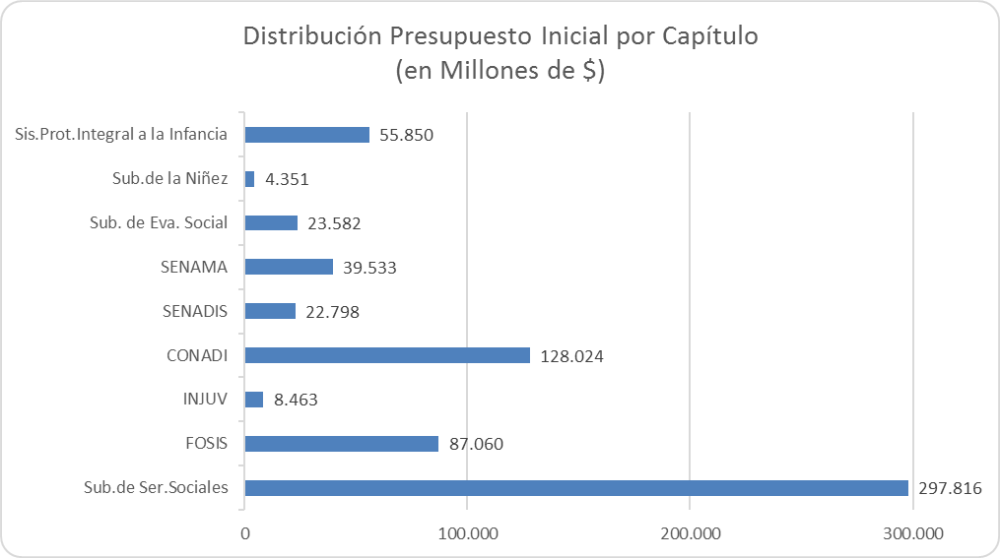 Distribución Presupuesto Inicial por Capítulo
(en Millones de $)
Sis.Prot.Integral a la Infancia 55.850
Sub.de la Niñez 4.351
Sub. de Eva. Social 23.582
SENAMA 39.533
SENADIS 22.798
CONADI 128.024
INJUV 8.463
FOSIS 87.060
Sub.de Ser.Sociales 297.816
0 100.000 200.000 300.000